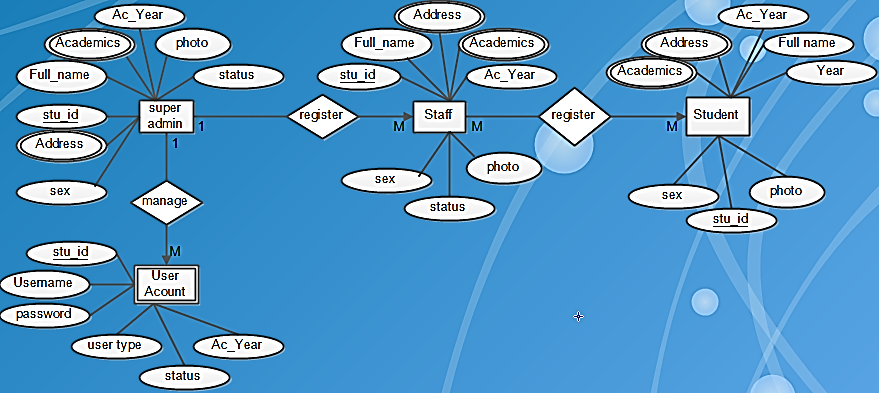 Ac_Year
Academics
photo
Full_name
status
stu_id
super
admin
Address
sex
1
1
register
M
manage
M
stu_id
Username
password
User
Acount
user type
Ac_Year
status
Address
Full_name
Academics
stu_id
Ac_Year
Staff
M
sex
photo
status
register
M
Ac_Year
Address
Full name
Academics
Year
Student
sex
photo
stu_id